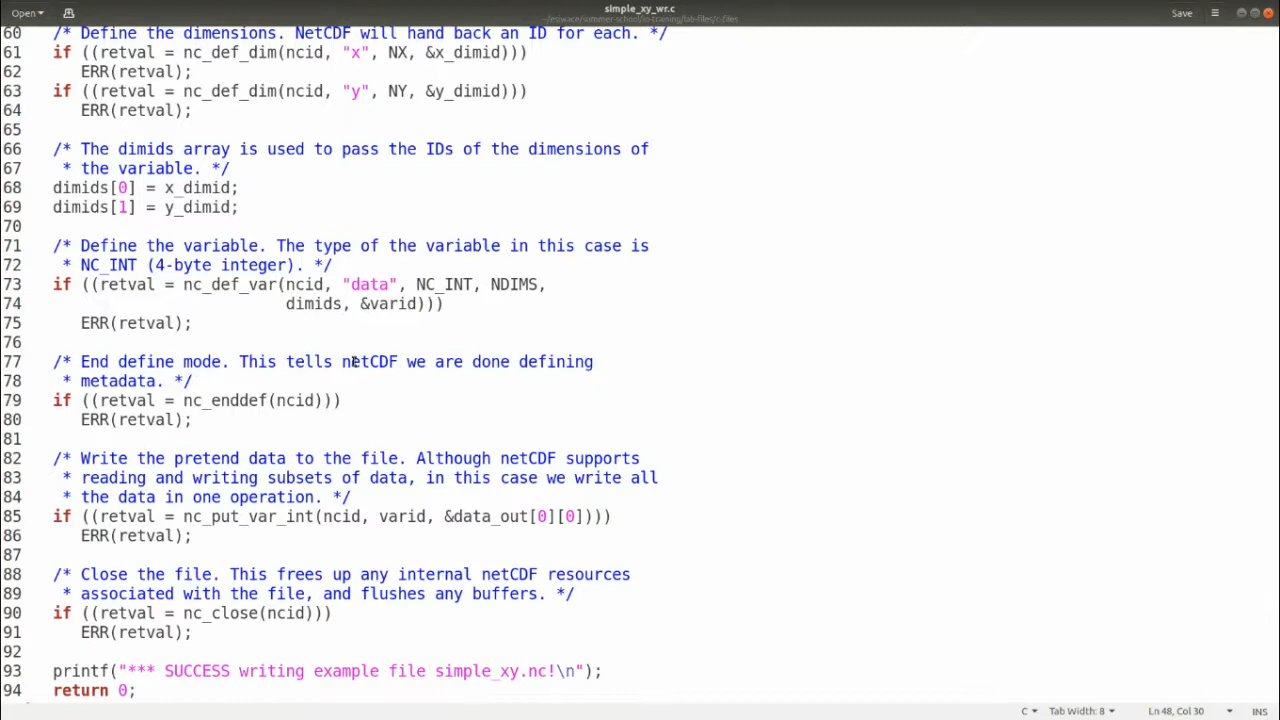 Open
simple_xy_wr.c
~/esiwace/summer-school/io-training/lab-files/c-files
Save
60 /* Define the dimensions. NetCDF will hand back an ID for each. */
61 if ((retval = nc_def_dim(ncid, "x", NX, &x_dimid)))
62 ERR(retval);
63 if ((retval = nc_def_dim(ncid, "y", NY, &y_dimid)))
64 ERR(retval);
65
66 /* The dimids array is used to pass the IDs of the dimensions of
67 * the variable. */
68 dimids[0] = x_dimid;
69 dimids[1] = y_dimid;
70
71 /* Define the variable. The type of the variable in this case is
72 * NC_INT (4-byte integer). */
73 if ((retval = nc_def_var(ncid, "data", NC_INT, NDIMS,
74 dimids, &varid)))
75 ERR(retval);
76
77 /* End define mode. This tells netCDF we are done defining
78 * metadata. */
79 if ((retval = nc_enddef(ncid)))
80 ERR(retval);
81
82 /* Write the pretend data to the file. Although netCDF supports
83 * reading and writing subsets of data, in this case we write all
84 * the data in one operation. */
85 if ((retval = nc_put_var_int(ncid, varid, &data_out[0][0])))
86 ERR(retval);
87
88 /* Close the file. This frees up any internal netCDF resources
89 * associated with the file, and flushes any buffers. */
90 if ((retval = nc_close(ncid)))
91 ERR(retval);
92
93 printf("*** SUCCESS writing example file simple_xy.nc!\n");
94 return 0;
C Tab Width: 8 Ln 48, Col 30 INS